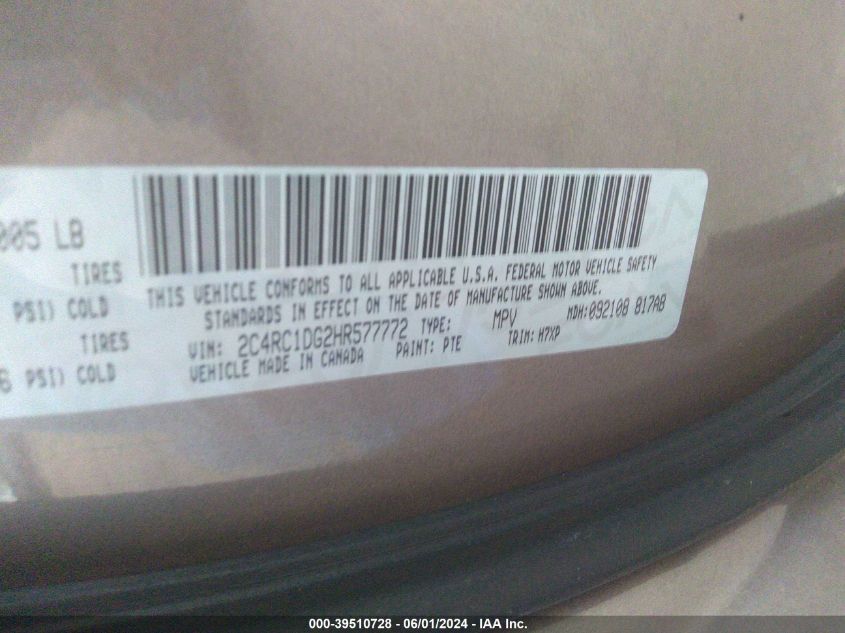 005 LB
TIRES
PSI) COLD
TIRES
6 PSI) COLD
THIS VEHICLE CONFORMS TO ALL APPLICABLE U.S.A. FEDERAL MOTOR VEHICLE SAFETY
STANDARDS IN EFFECT ON THE DATE OF MANUFACTURE SHOWN ABOVE.
VIN: 2C4RC1DG2HR577772 TYPE: MPV MDH:092108 817AB
VEHICLE MADE IN CANADA PAINT: PTE TRIM: H7XP
000-39510728 - 06/01/2024 - IAA Inc.